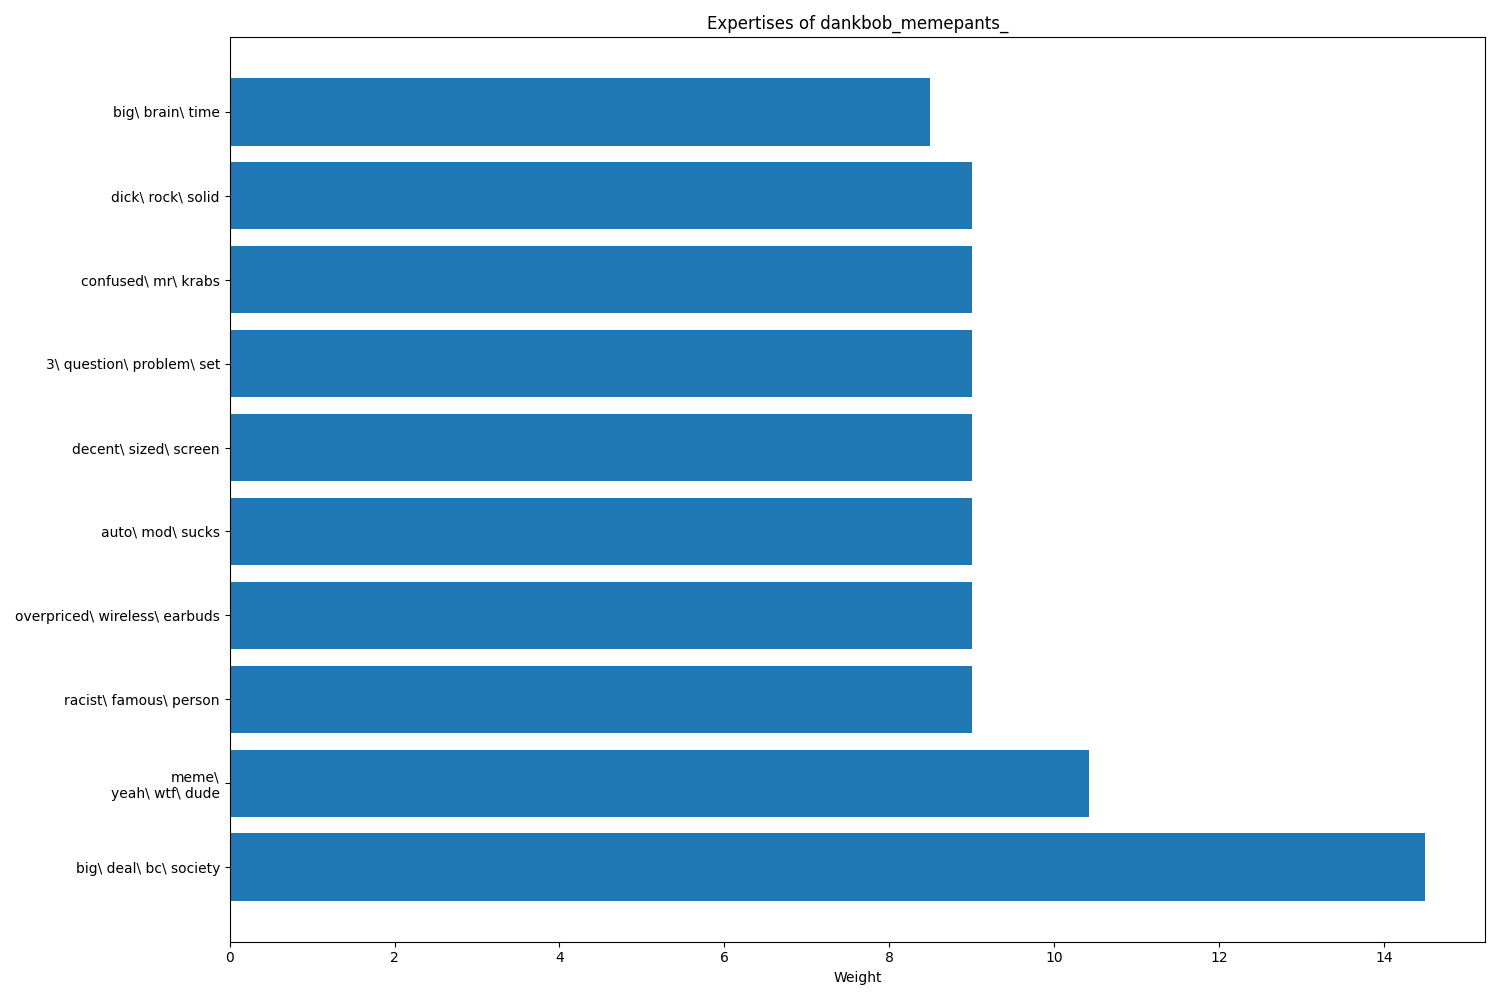 Expertises of dankbob_memepants_
big\ brain\ time
dick\ rock\ solid
confused\ mr\ krabs
3\ question\ problem\ set
decent\ sized\ screen
auto\ mod\ sucks
overpriced\ wireless\ earbuds
racist\ famous\ person
meme\
yeah\ wtf\ dude
big\ deal\ bc\ society
0 2 4 6 8 10 12 14
Weight